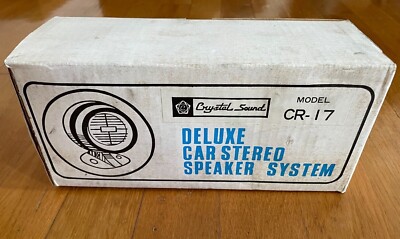 Crystal Sound
MODEL
CR-17
DELUXE
CAR STEREO
SPEAKER SYSTEM